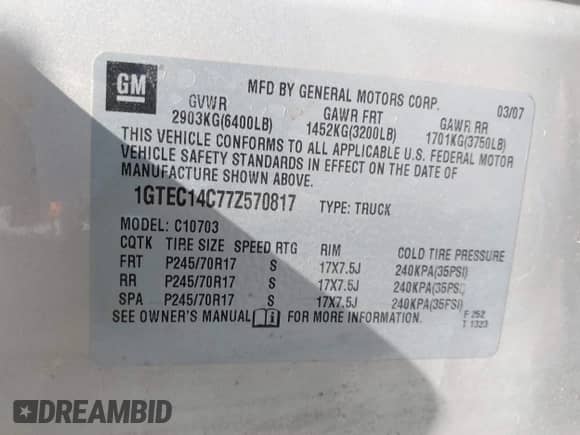 GM
MFD BY GENERAL MOTORS CORP. 03/07
GVWR GAWR FRT GAWR RR
2903KG(6400LB) 1452KG(3200LB) 1701KG(3750LB)
THIS VEHICLE CONFORMS TO ALL APPLICABLE U.S. FEDERAL MOTOR
VEHICLE SAFETY STANDARDS IN EFFECT ON THE DATE OF
MANUFACTURE SHOWN ABOVE.
1GTEC14C77Z570817 TYPE: TRUCK
MODEL: C10703
CQTK TIRE SIZE SPEED RTG RIM COLD TIRE PRESSURE
FRT P245/70R17 S 17X7.5J 240KPA(35PSI)
RR P245/70R17 S 17X7.5J 240KPA(35PSI)
SPA P245/70R17 S 17X7.5J 240KPA(35PSI)
SEE OWNER'S MANUAL FOR MORE INFORMATION. F 252
T 1323
DREAMBID